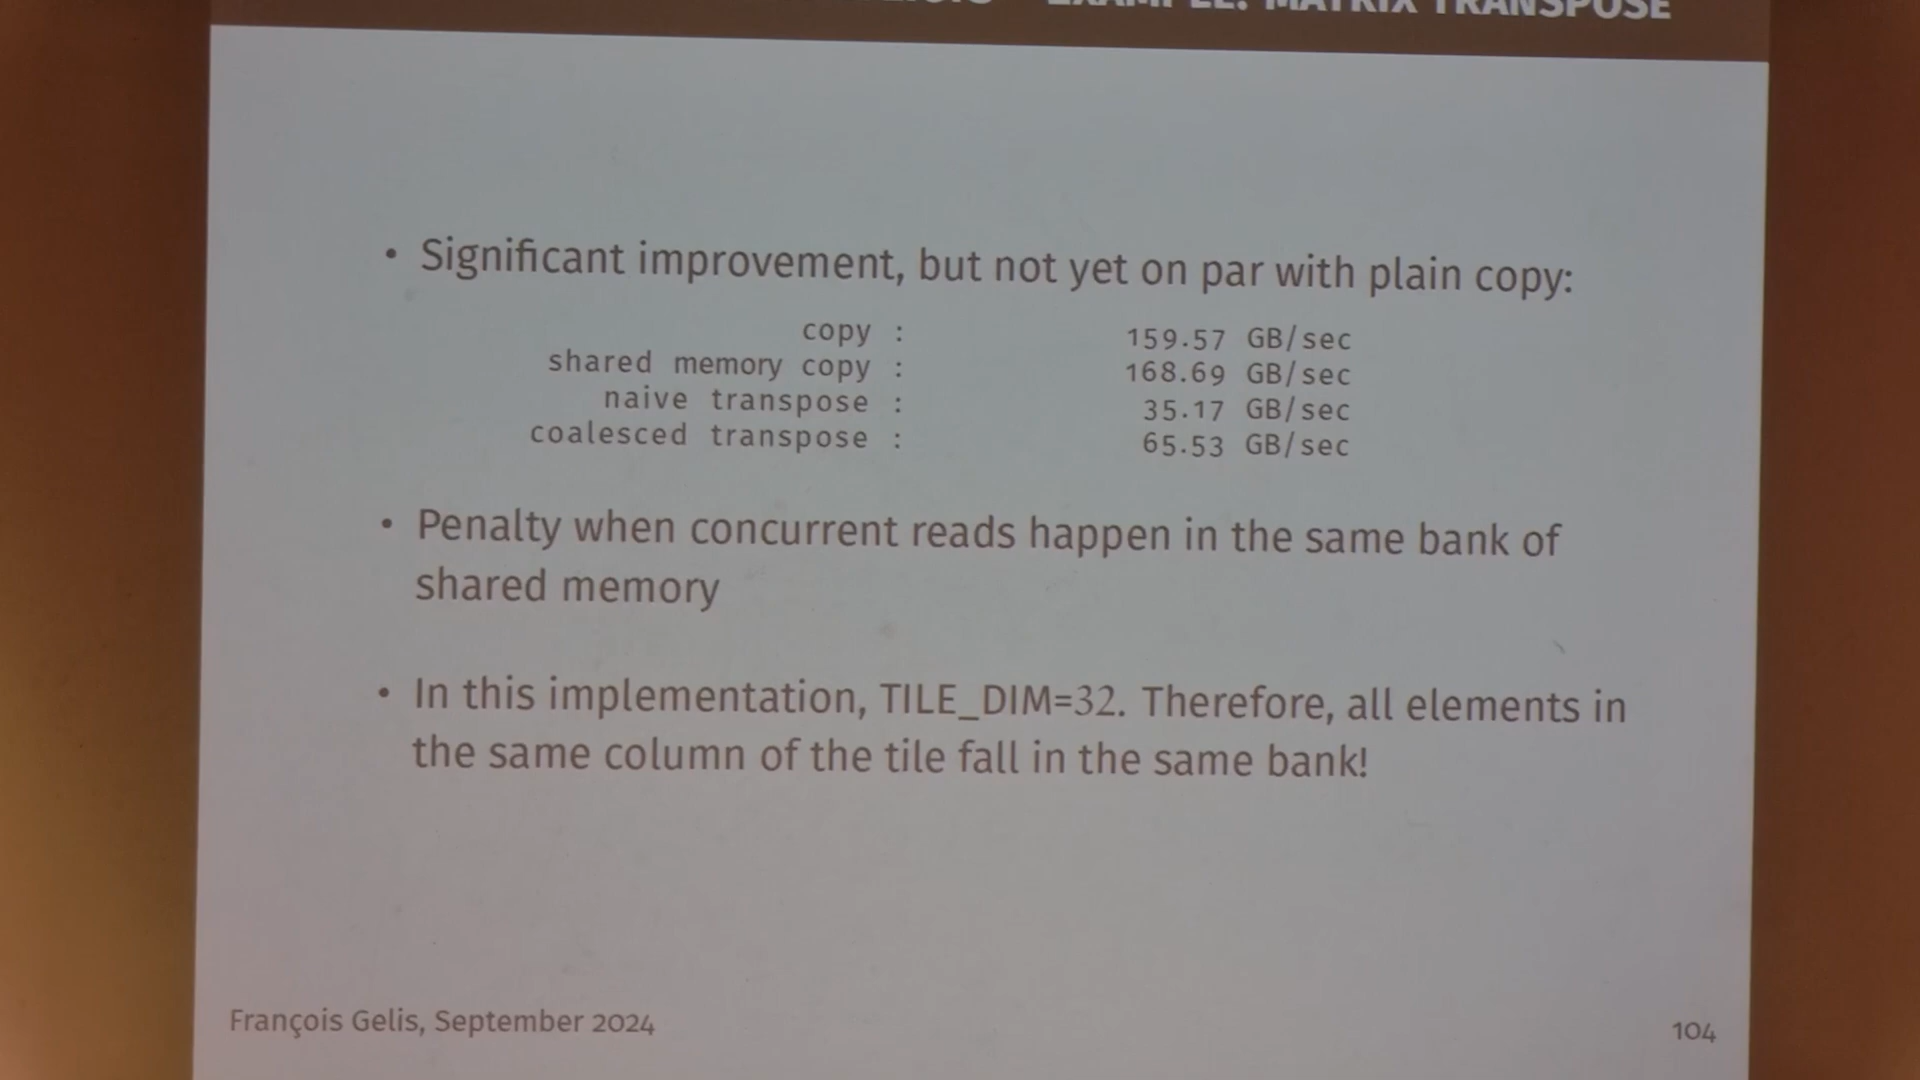 EXAMPLE: MATRIX TRANSPOSE
• Significant improvement, but not yet on par with plain copy:
copy : 159.57 GB/sec
shared memory copy : 168.69 GB/sec
naive transpose : 35.17 GB/sec
coalesced transpose : 65.53 GB/sec
• Penalty when concurrent reads happen in the same bank of
shared memory
• In this implementation, TILE_DIM=32. Therefore, all elements in
the same column of the tile fall in the same bank!
François Gelis, September 2024
104